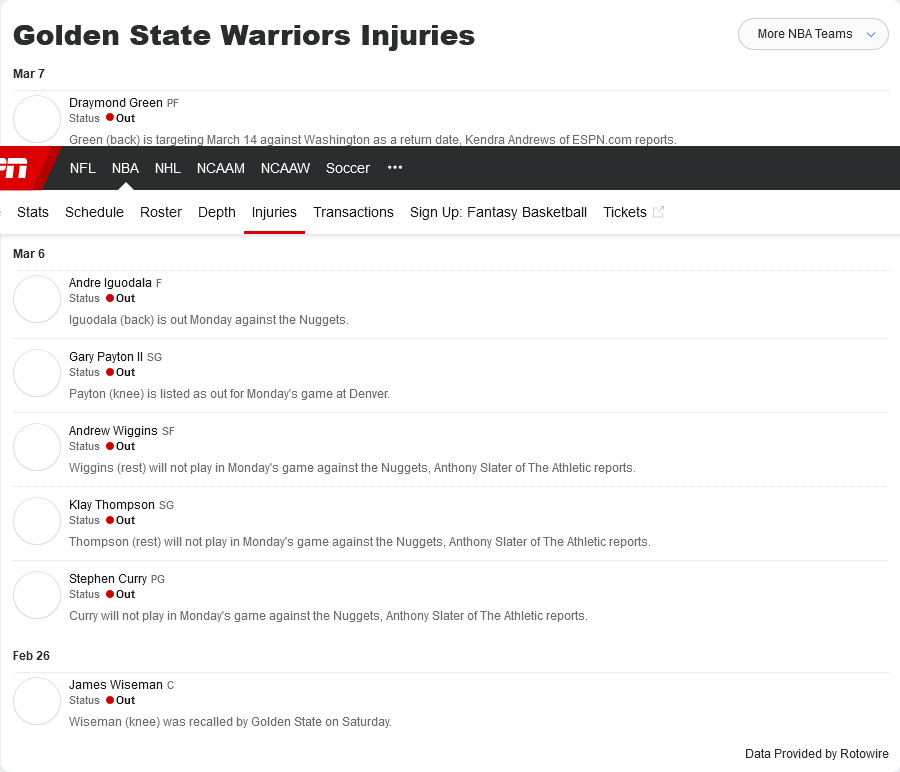 Golden State Warriors Injuries
More NBA Teams
Mar 7
Draymond Green PF
Status Out
Green (back) is targeting March 14 against Washington as a return date, Kendra Andrews of ESPN.com reports.
NFL NBA NHL NCAAM NCAAW Soccer •••
Stats Schedule Roster Depth Injuries Transactions Sign Up: Fantasy Basketball Tickets
Mar 6
Andre Iguodala F
Status Out
Iguodala (back) is out Monday against the Nuggets.
Gary Payton II SG
Status Out
Payton (knee) is listed as out for Monday's game at Denver.
Andrew Wiggins SF
Status Out
Wiggins (rest) will not play in Monday's game against the Nuggets, Anthony Slater of The Athletic reports.
Klay Thompson SG
Status Out
Thompson (rest) will not play in Monday's game against the Nuggets, Anthony Slater of The Athletic reports.
Stephen Curry PG
Status Out
Curry will not play in Monday's game against the Nuggets, Anthony Slater of The Athletic reports.
Feb 26
James Wiseman C
Status Out
Wiseman (knee) was recalled by Golden State on Saturday.
Data Provided by Rotowire